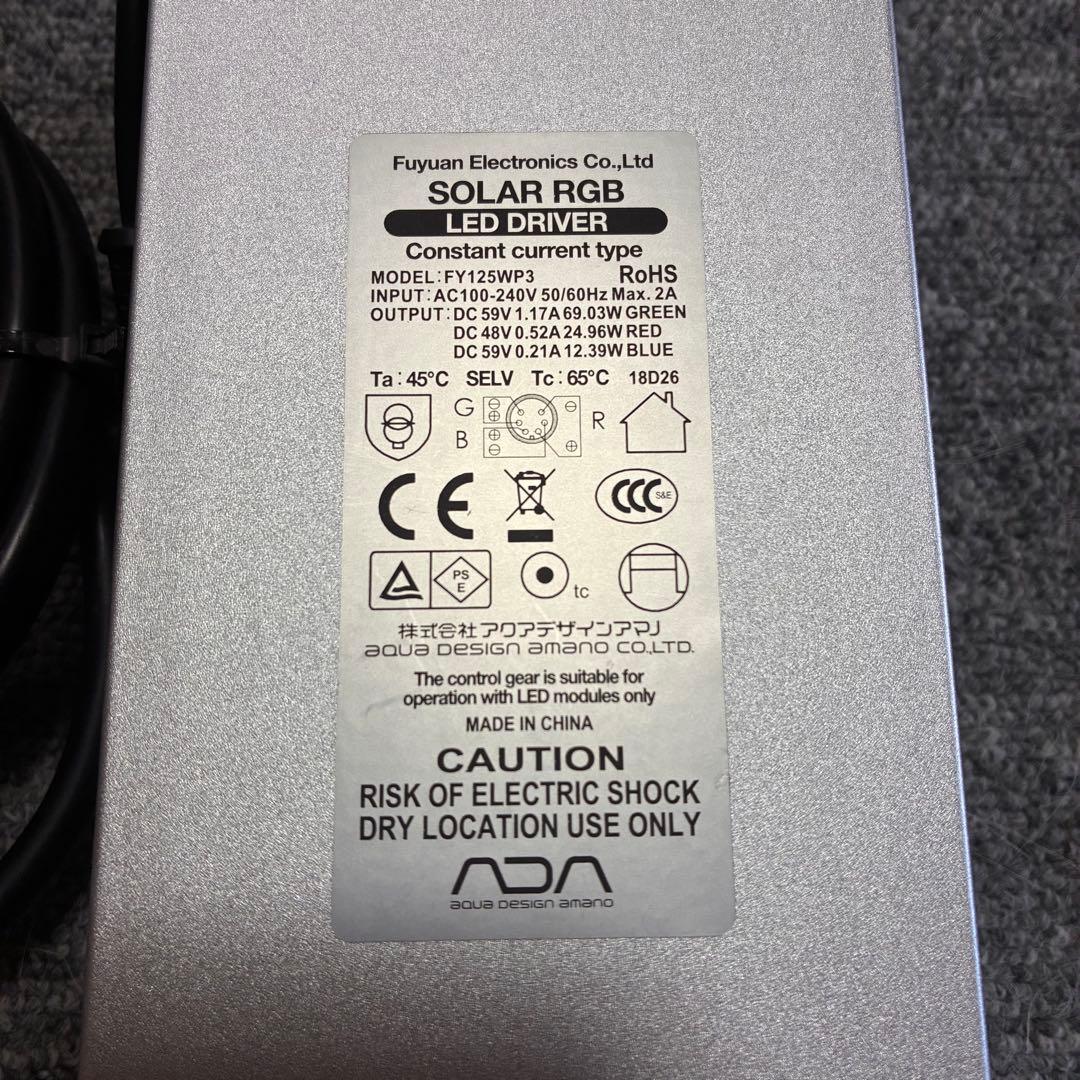 Fuyuan Electronics Co.,Ltd
SOLAR RGB
LED DRIVER
Constant current type
MODEL:FY125WP3 RoHS
INPUT:AC100-240V 50/60Hz Max. 2A
OUTPUT:DC 59V 1.17A 69.03W GREEN
DC 48V 0.52A 24.96W RED
DC 59V 0.21A 12.39W BLUE
Ta:45°C SELV Tc:65°C 18D26
G ⊖ ⊕ ⊖ R
B ⊕ ⊖ ⊕
CE CCC S&E
PS E tc
株式会社アクアデザインアマノ
aqua Design amano CO.,LTD.
The control gear is suitable for
operation with LED modules only
MADE IN CHINA
CAUTION
RISK OF ELECTRIC SHOCK
DRY LOCATION USE ONLY
ADA
aqua Design amano